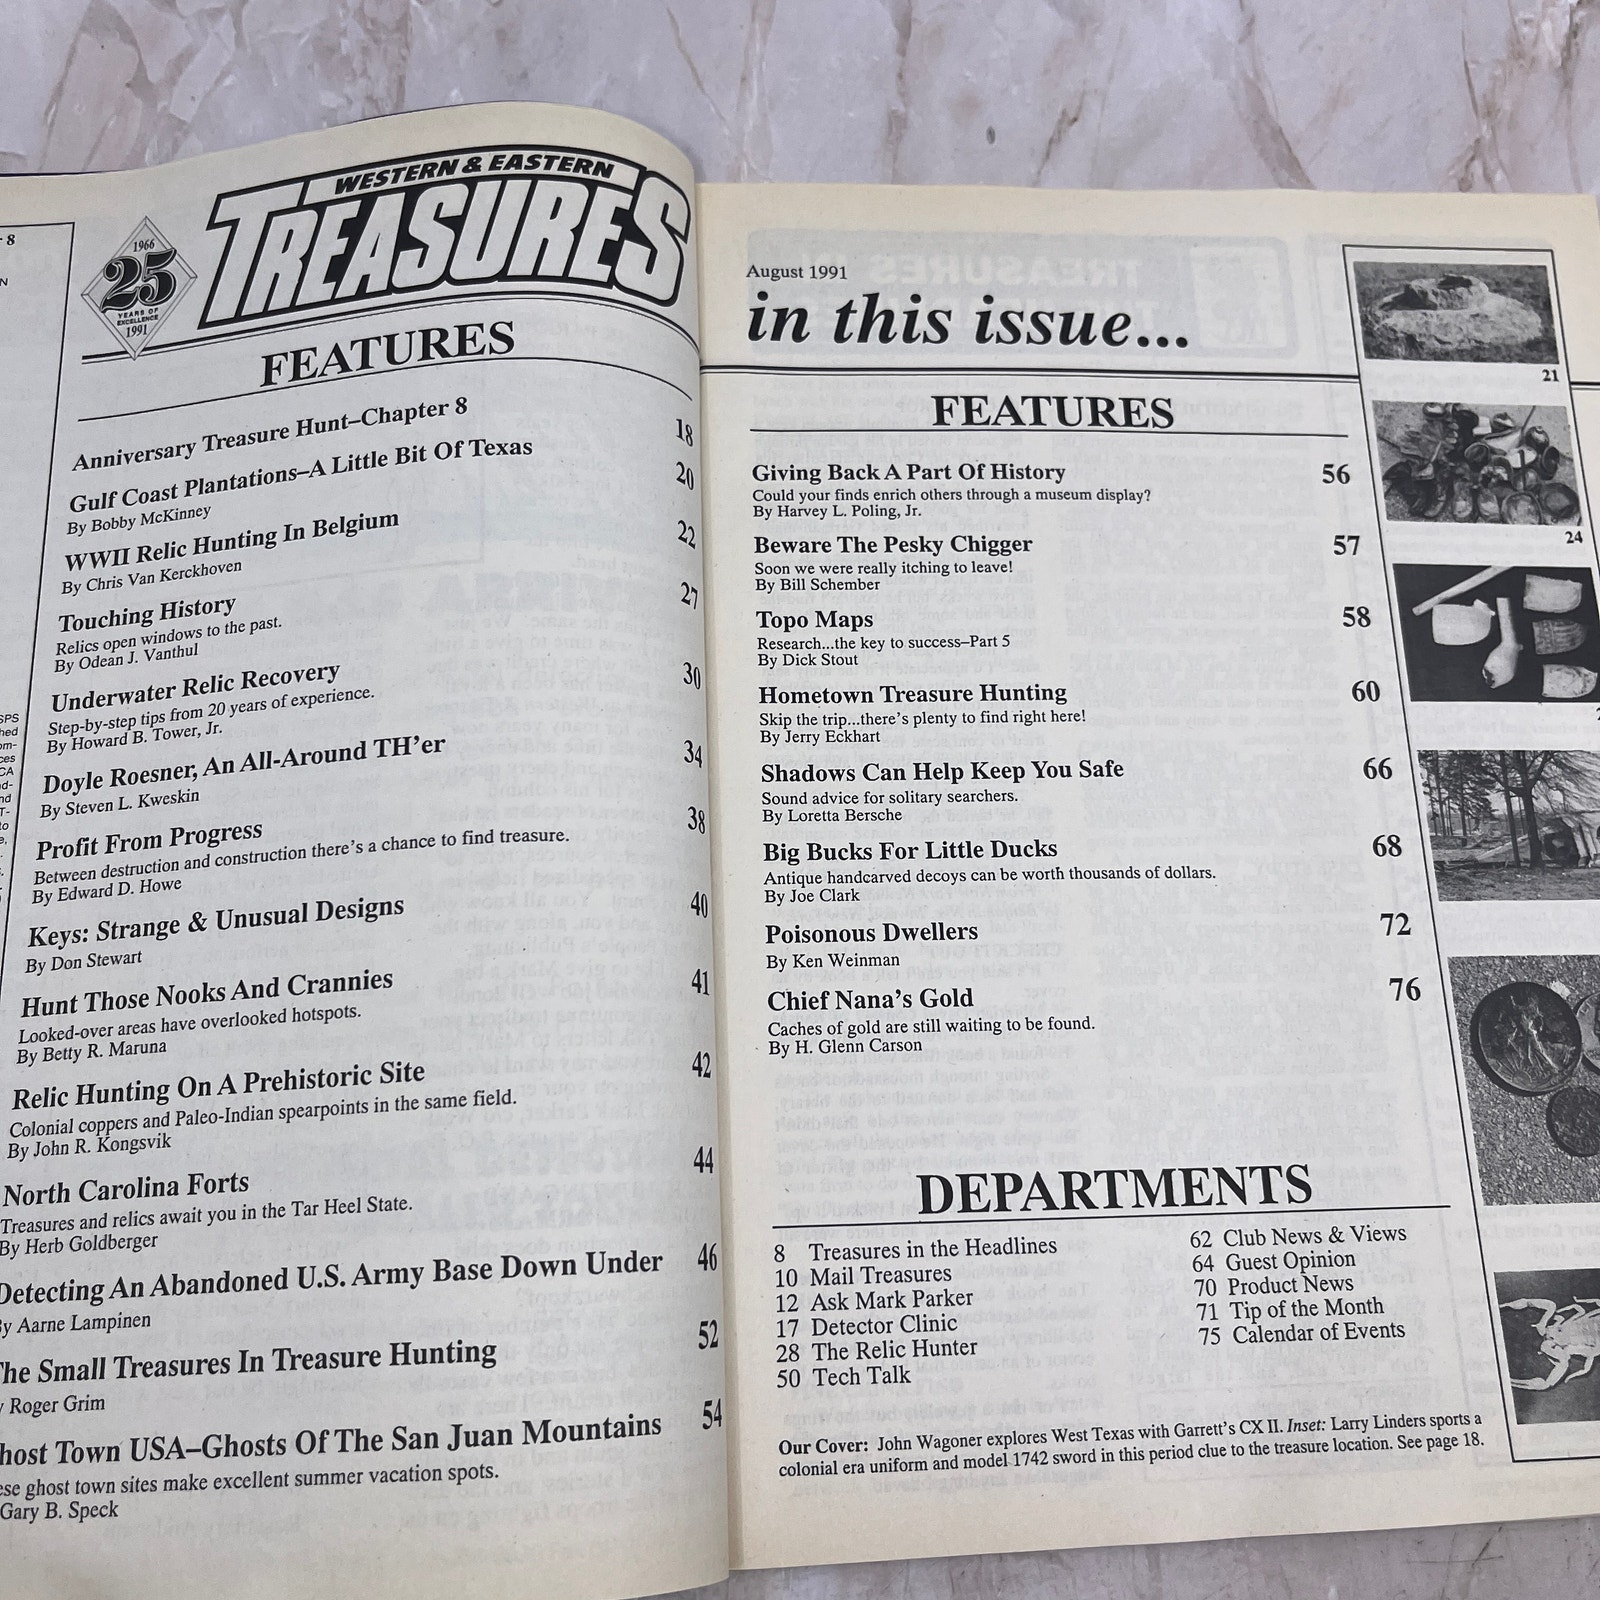 WESTERN & EASTERN
TREASURES
1966
25
YEARS OF
EXCELLENCE
1991
FEATURES
Anniversary Treasure Hunt–Chapter 8 18
Gulf Coast Plantations–A Little Bit Of Texas 20
By Bobby McKinney
WWII Relic Hunting In Belgium 22
By Chris Van Kerckhoven
Touching History 27
Relics open windows to the past.
By Odean J. Vanthul
Underwater Relic Recovery 30
Step-by-step tips from 20 years of experience.
By Howard B. Tower, Jr.
Doyle Roesner, An All-Around TH'er 34
By Steven L. Kweskin
Profit From Progress 38
Between destruction and construction there's a chance to find treasure.
By Edward D. Howe
Keys: Strange & Unusual Designs 40
By Don Stewart
Hunt Those Nooks And Crannies 41
Looked-over areas have overlooked hotspots.
By Betty R. Maruna
Relic Hunting On A Prehistoric Site 42
Colonial coppers and Paleo-Indian spearpoints in the same field.
By John R. Kongsvik
North Carolina Forts 44
Treasures and relics await you in the Tar Heel State.
By Herb Goldberger
Detecting An Abandoned U.S. Army Base Down Under 46
By Aarne Lampinen
The Small Treasures In Treasure Hunting 52
Roger Grim
host Town USA–Ghosts Of The San Juan Mountains 54
ese ghost town sites make excellent summer vacation spots.
Gary B. Speck
August 1991
in this issue...
FEATURES
Giving Back A Part Of History 56
Could your finds enrich others through a museum display?
By Harvey L. Poling, Jr.
Beware The Pesky Chigger 57
Soon we were really itching to leave!
By Bill Schember
Topo Maps 58
Research...the key to success–Part 5
By Dick Stout
Hometown Treasure Hunting 60
Skip the trip...there's plenty to find right here!
By Jerry Eckhart
Shadows Can Help Keep You Safe 66
Sound advice for solitary searchers.
By Loretta Bersche
Big Bucks For Little Ducks 68
Antique handcarved decoys can be worth thousands of dollars.
By Joe Clark
Poisonous Dwellers 72
By Ken Weinman
Chief Nana's Gold 76
Caches of gold are still waiting to be found.
By H. Glenn Carson
DEPARTMENTS
8 Treasures in the Headlines
10 Mail Treasures
12 Ask Mark Parker
17 Detector Clinic
28 The Relic Hunter
50 Tech Talk
62 Club News & Views
64 Guest Opinion
70 Product News
71 Tip of the Month
75 Calendar of Events
Our Cover: John Wagoner explores West Texas with Garrett's CX II. Inset: Larry Linders sports a
colonial era uniform and model 1742 sword in this period clue to the treasure location. See page 18.
21
24